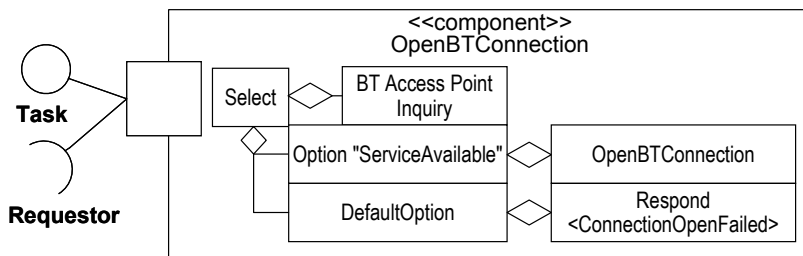 <<component>>
OpenBTConnection
Task
Requestor
Select
BT Access Point
Inquiry
Option "ServiceAvailable"
OpenBTConnection
DefaultOption
Respond
<ConnectionOpenFailed>